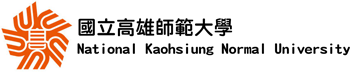 國立高雄師範大學
National Kaohsiung Normal University